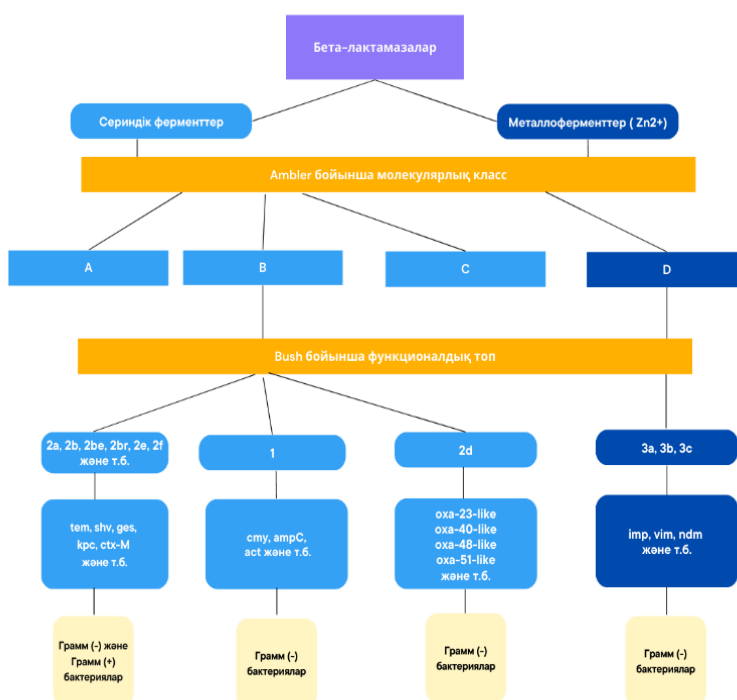 Бета-лактамазалар
Сериндік ферменттер
Металлоферменттер ( Zn2+)
Ambler бойынша молекулярлық класс
A
B
C
D
Bush бойынша функционалдық топ
2a, 2b, 2be, 2br, 2e, 2f
және т.б.
1
2d
3a, 3b, 3c
tem, shv, ges,
kpc, ctx-M
және т.б.
cmy, ampC,
act және т.б.
oxa-23-like
oxa-40-like
oxa-48-like
oxa-51-like
және т.б.
imp, vim, ndm
және т.б.
Грамм (-) және
Грамм (+)
бактериялар
Грамм (-)
бактериялар
Грамм (-)
бактериялар
Грамм (-)
бактериялар